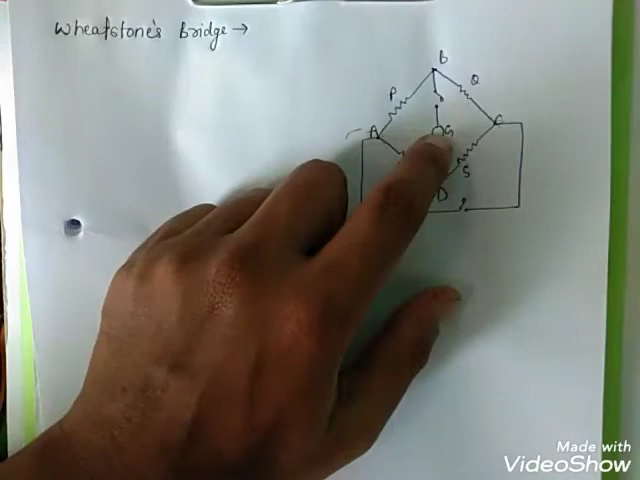 Wheatstone's Bridge →
B
P
Q
A
G
C
S
D
Made with
VideoShow